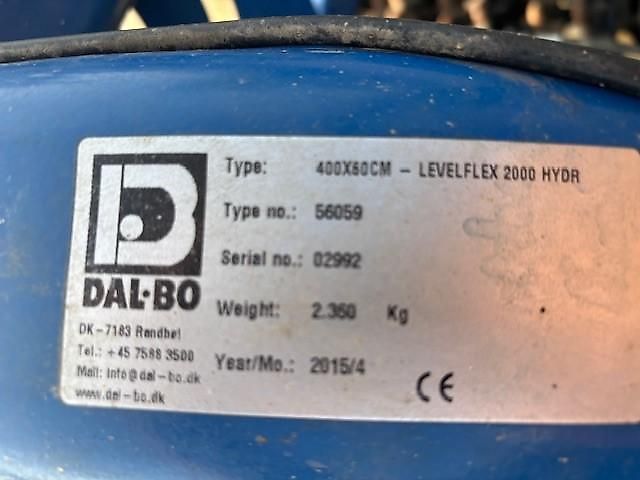 Type: 400X60CM - LEVELFLEX 2000 HYDR
Type no.: 56059
Serial no.: 02992
DAL·BO
Weight: 2.360 Kg
DK-7183 Randbøl
Tel.: +45 7588 3500
Year/Mo.: 2015/4
Mail: info@dal-bo.dk
www.dal-bo.dk
CE